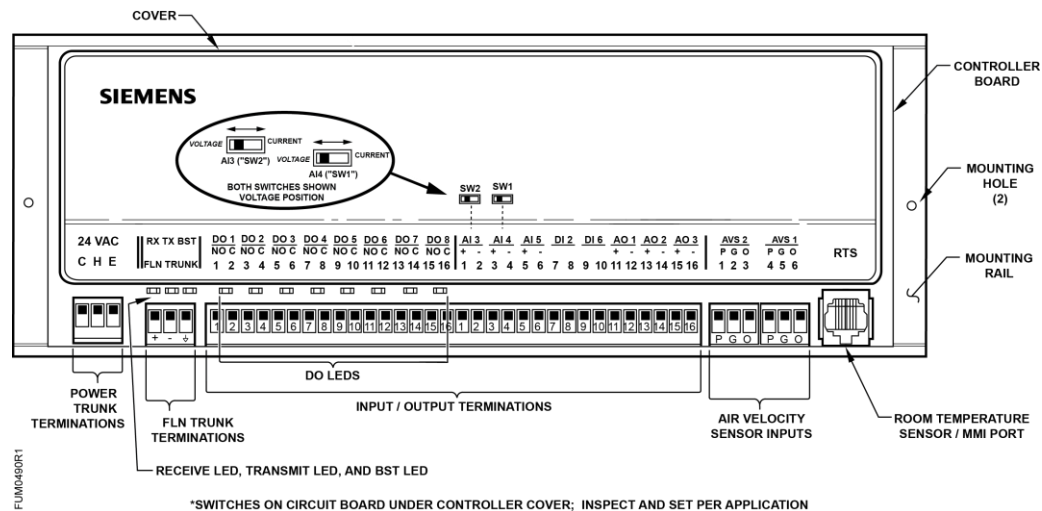 COVER
CONTROLLER
BOARD
SIEMENS
VOLTAGE CURRENT
AI3 ("SW2")
VOLTAGE CURRENT
AI4 ("SW1")
BOTH SWITCHES SHOWN
VOLTAGE POSITION
SW2 SW1
MOUNTING
HOLE
(2)
24 VAC
C H E
RX TX BST
FLN TRUNK
DO 1 DO 2 DO 3 DO 4 DO 5 DO 6 DO 7 DO 8 AI 3 AI 4 AI 5 DI 2 DI 6 AO 1 AO 2 AO 3
NO C NO C NO C NO C NO C NO C NO C NO C + - + - + - + - + - + -
1 2 3 4 5 6 7 8 9 10 11 12 13 14 15 16 1 2 3 4 5 6 7 8 9 10 11 12 13 14 15 16
AVS 2 AVS 1
P G O P G O
1 2 3 4 5 6
RTS
MOUNTING
RAIL
+ - ⏚
1 2 3 4 5 6 7 8 9 10 11 12 13 14 15 16 1 2 3 4 5 6 7 8 9 10 11 12 13 14 15 16
P G O P G O
DO LEDS
POWER
TRUNK
TERMINATIONS
FLN TRUNK
TERMINATIONS
INPUT / OUTPUT TERMINATIONS
AIR VELOCITY
SENSOR INPUTS
ROOM TEMPERATURE
SENSOR / MMI PORT
RECEIVE LED, TRANSMIT LED, AND BST LED
FUM0490R1
*SWITCHES ON CIRCUIT BOARD UNDER CONTROLLER COVER; INSPECT AND SET PER APPLICATION